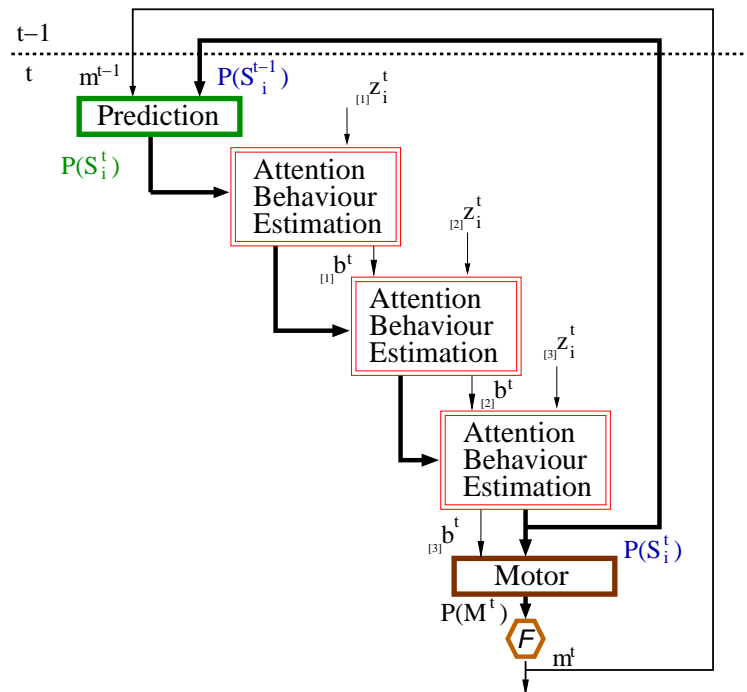 t–1
t
m^t–1
P(S_i^t–1)
[1]z_i^t
Prediction
P(S_i^t)
Attention
Behaviour
Estimation
[2]z_i^t
[1]b^t
Attention
Behaviour
Estimation
[3]z_i^t
[2]b^t
Attention
Behaviour
Estimation
[3]b^t
P(S_i^t)
Motor
P(M^t)
F
m^t